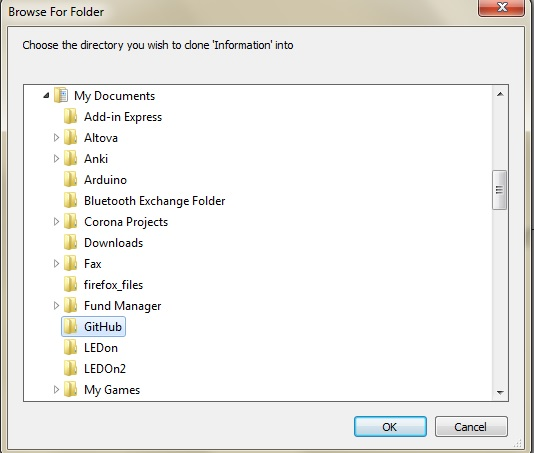 Browse For Folder
Choose the directory you wish to clone 'Information' into
My Documents
Add-in Express
Altova
Anki
Arduino
Bluetooth Exchange Folder
Corona Projects
Downloads
Fax
firefox_files
Fund Manager
GitHub
LEDon
LEDOn2
My Games
OK
Cancel